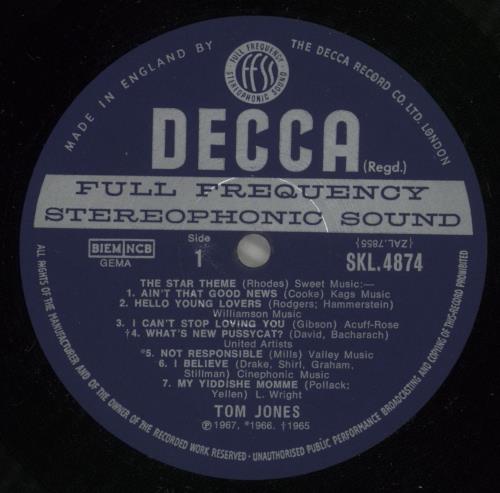 MADE IN ENGLAND BY
THE DECCA RECORD CO. LTD. LONDON
FULL FREQUENCY
FFSS
STEREOPHONIC SOUND
DECCA
(Regd.)
FULL FREQUENCY
STEREOPHONIC SOUND
BIEM NCB
GEMA
Side
1
{ZAL.7855}
SKL.4874
THE STAR THEME (Rhodes) Sweet Music:—
1. AIN'T THAT GOOD NEWS (Cooke) Kags Music
2. HELLO YOUNG LOVERS (Rodgers; Hammerstein)
Williamson Music
3. I CAN'T STOP LOVING YOU (Gibson) Acuff-Rose
†4. WHAT'S NEW PUSSYCAT? (David, Bacharach)
United Artists
*5. NOT RESPONSIBLE (Mills) Valley Music
6. I BELIEVE (Drake, Shirl, Graham,
Stillman) Cinephonic Music
7. MY YIDDISHE MOMME (Pollack;
Yellen) L. Wright
TOM JONES
℗ 1967, *1966. †1965
ALL RIGHTS OF THE MANUFACTURER AND OF THE OWNER OF THE RECORDED WORK RESERVED · UNAUTHORISED PUBLIC PERFORMANCE BROADCASTING AND COPYING OF THIS RECORD PROHIBITED